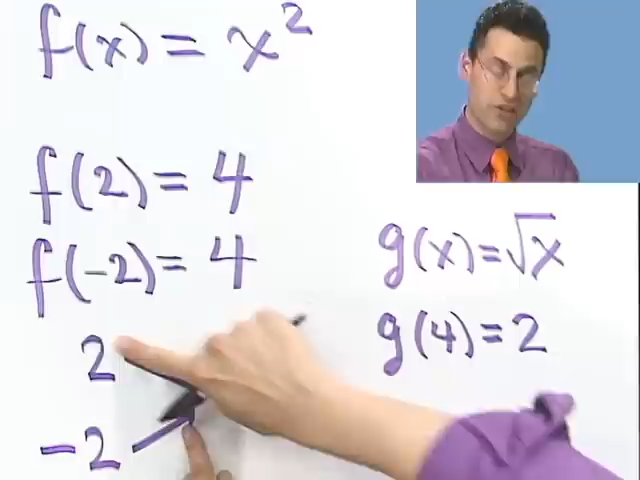 f(x) = x²
f(2) = 4
f(-2) = 4
2
-2
g(x) = √x
g(4) = 2